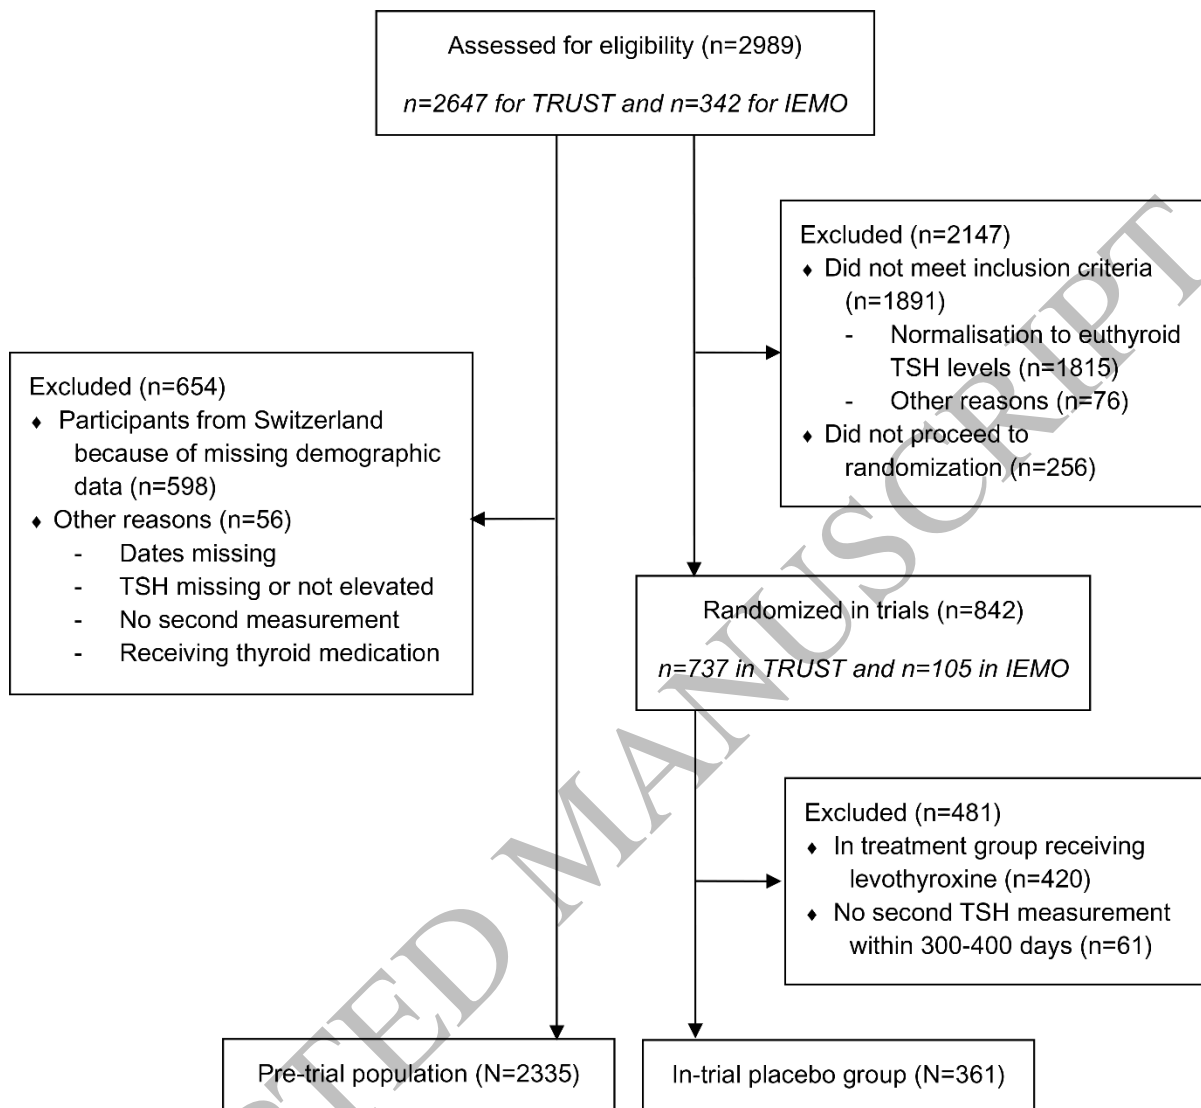 Assessed for eligibility (n=2989)
n=2647 for TRUST and n=342 for IEMO
Excluded (n=2147)
♦ Did not meet inclusion criteria
(n=1891)
- Normalisation to euthyroid
TSH levels (n=1815)
- Other reasons (n=76)
♦ Did not proceed to
randomization (n=256)
Excluded (n=654)
♦ Participants from Switzerland
because of missing demographic
data (n=598)
♦ Other reasons (n=56)
- Dates missing
- TSH missing or not elevated
- No second measurement
- Receiving thyroid medication
Randomized in trials (n=842)
n=737 in TRUST and n=105 in IEMO
Excluded (n=481)
♦ In treatment group receiving
levothyroxine (n=420)
♦ No second TSH measurement
within 300-400 days (n=61)
Pre-trial population (N=2335)
In-trial placebo group (N=361)
TED MANUSCRIPT